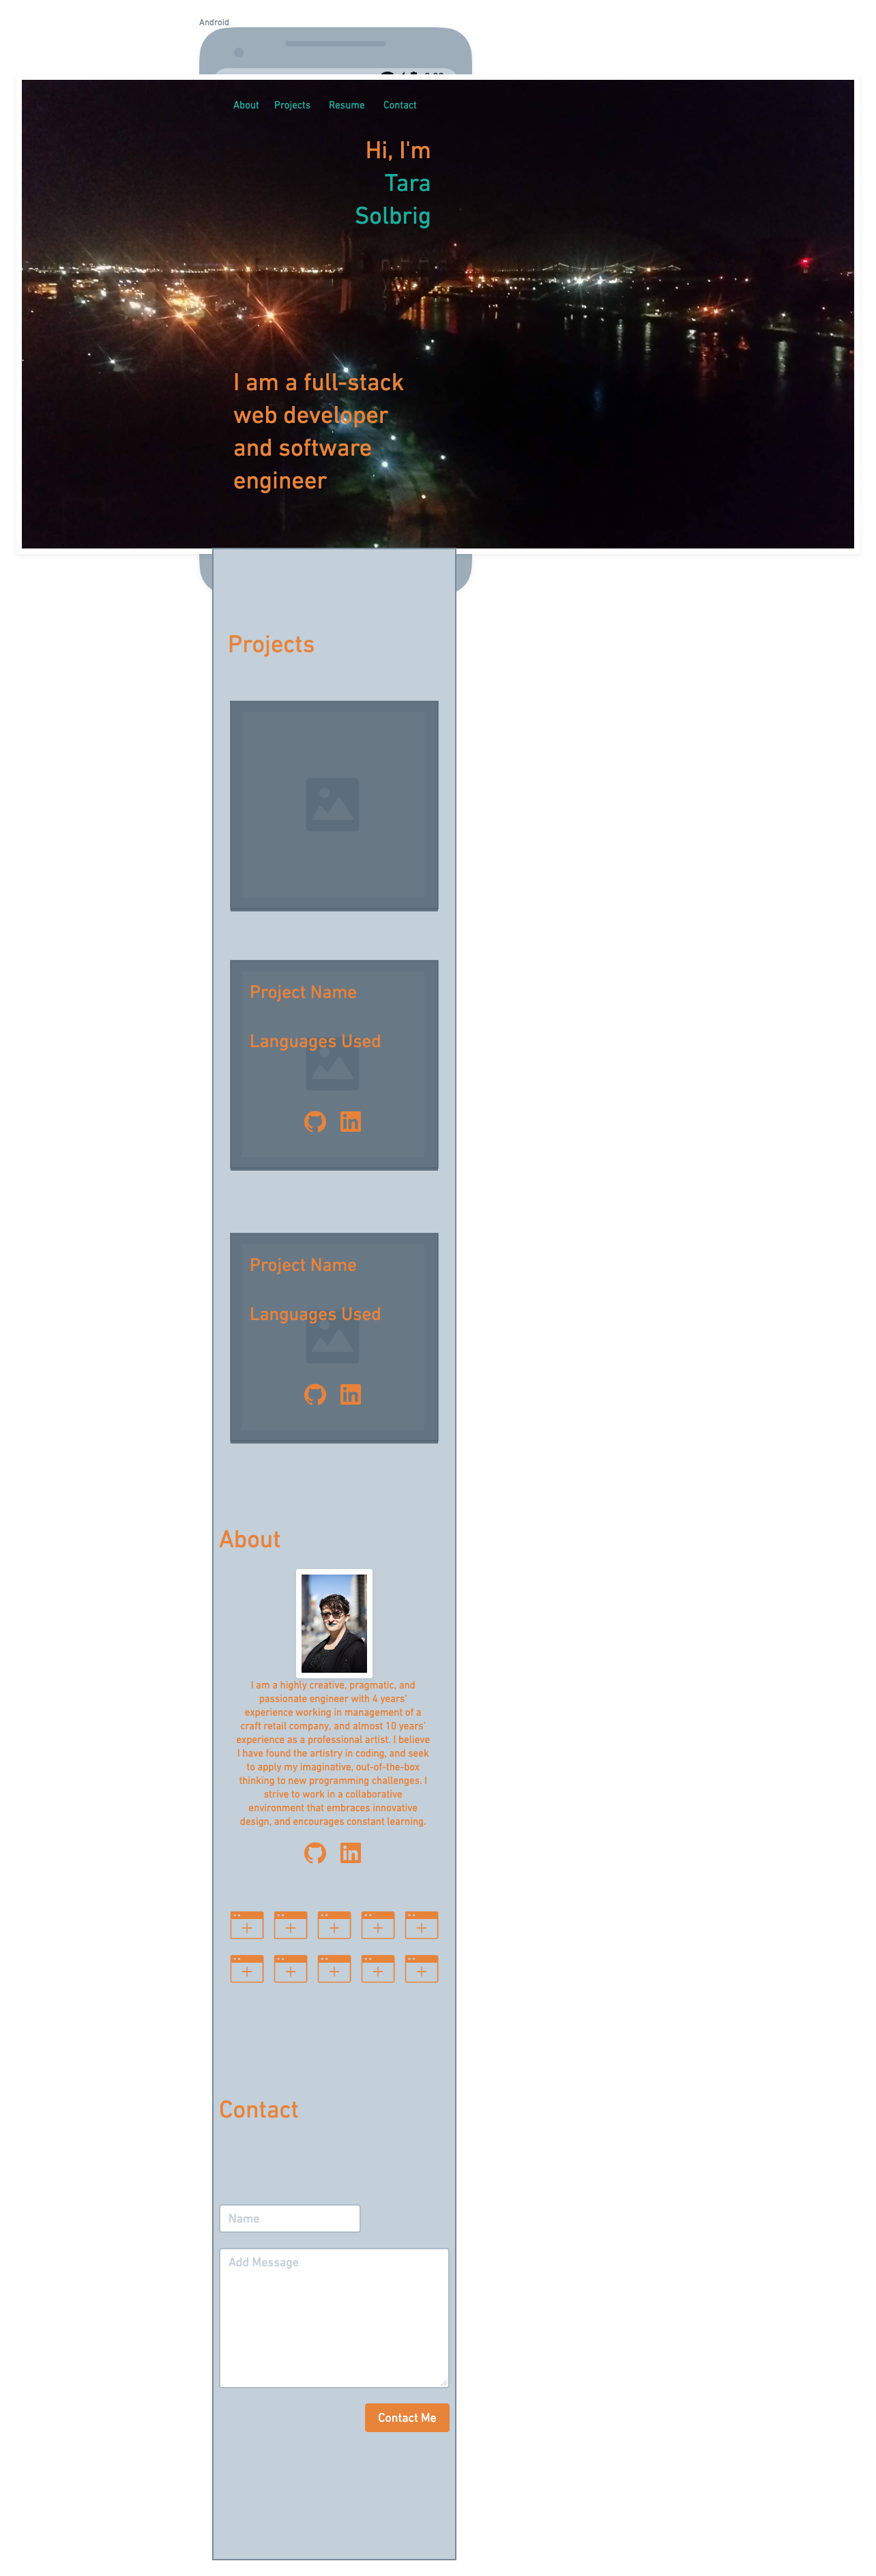 Android
About Projects Resume Contact
Hi, I'm
Tara
Solbrig
I am a full-stack
web developer
and software
engineer
Projects
Project Name
Languages Used
in
Project Name
Languages Used
in
About
I am a highly creative, pragmatic, and
passionate engineer with 4 years'
experience working in management of a
craft retail company, and almost 10 years'
experience as a professional artist. I believe
I have found the artistry in coding, and seek
to apply my imaginative, out-of-the-box
thinking to new programming challenges. I
strive to work in a collaborative
environment that embraces innovative
design, and encourages constant learning.
in
Contact
Name
Add Message
Contact Me